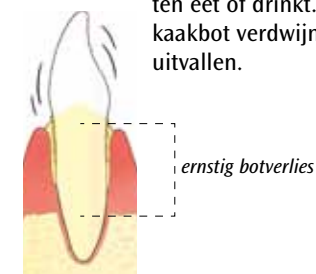 ten eet of drinkt.
kaakbot verdwijn
uitvallen.
ernstig botverlies